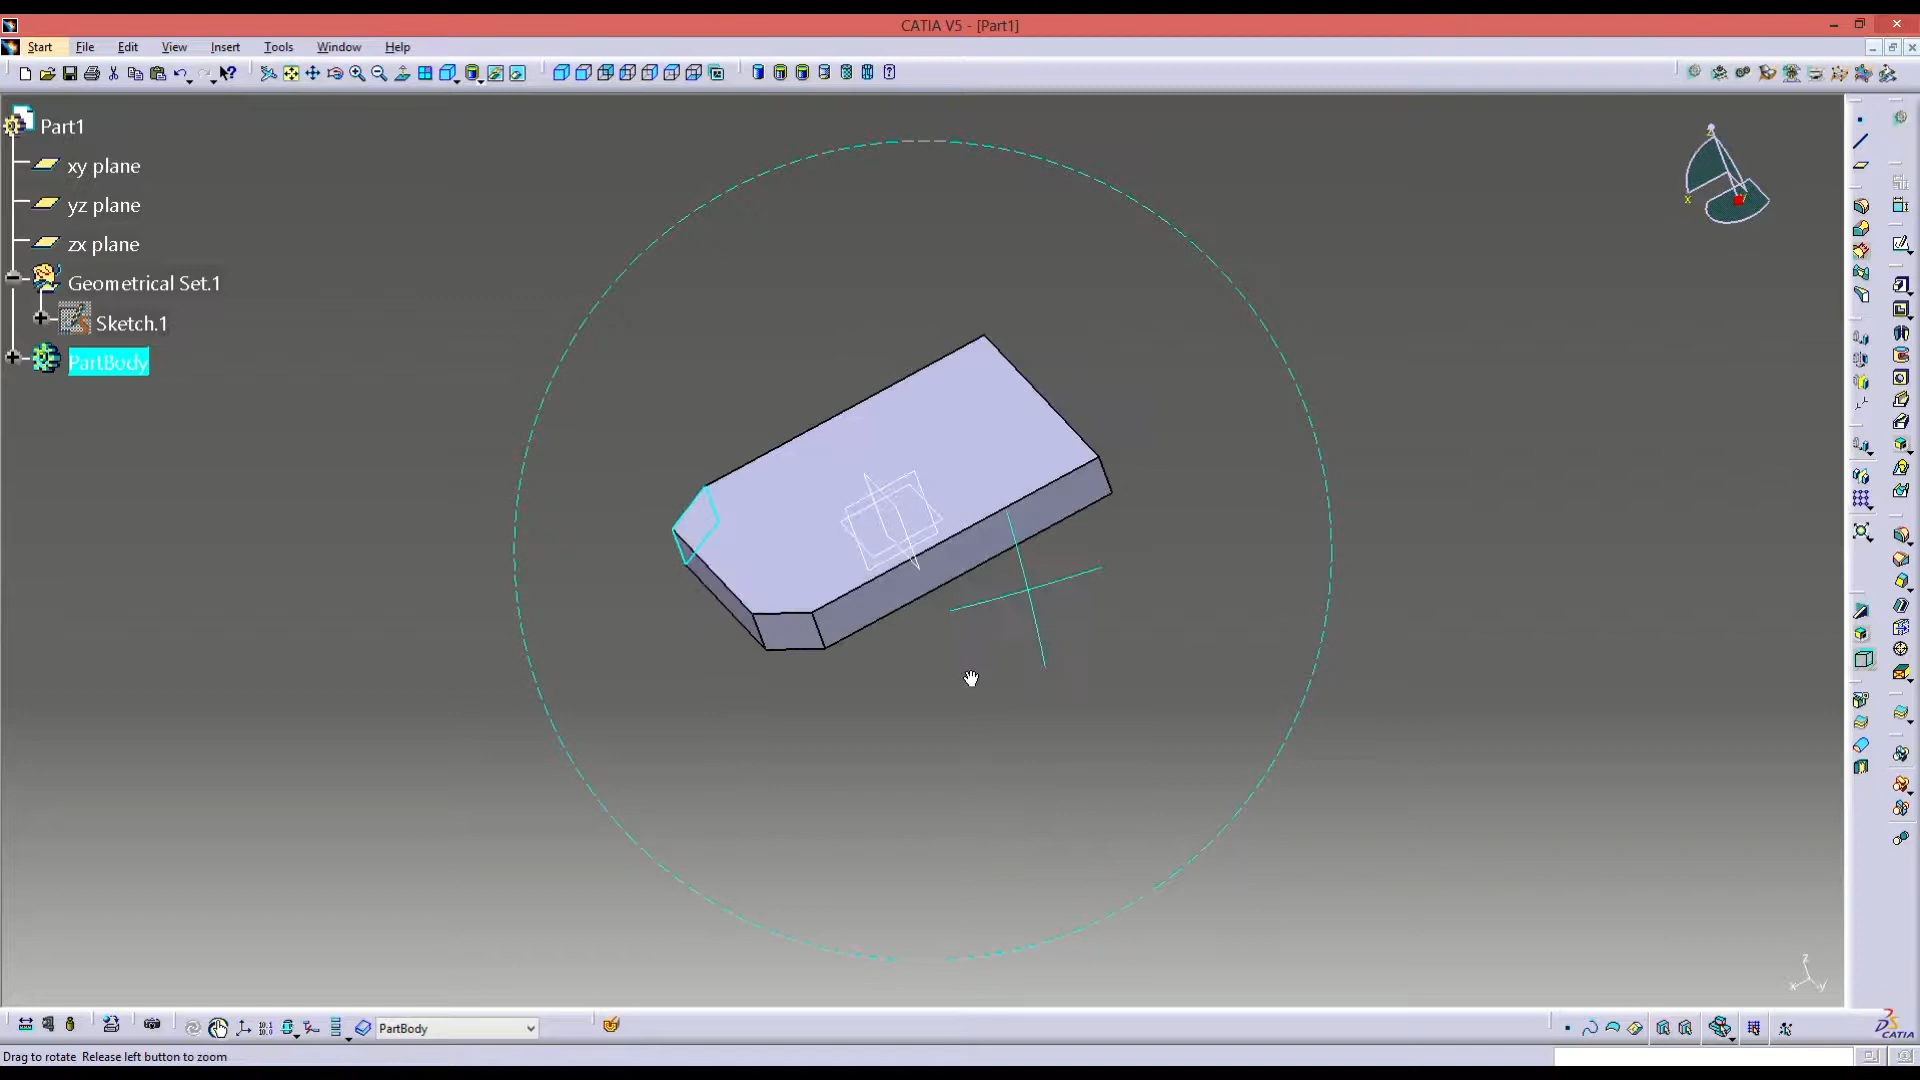 CATIA V5 - [Part1]
Start File Edit View Insert Tools Window Help
Part1
xy plane
yz plane
zx plane
Geometrical Set.1
Sketch.1
PartBody
z
x
z
x y
PartBody
CATIA
Drag to rotate Release left button to zoom